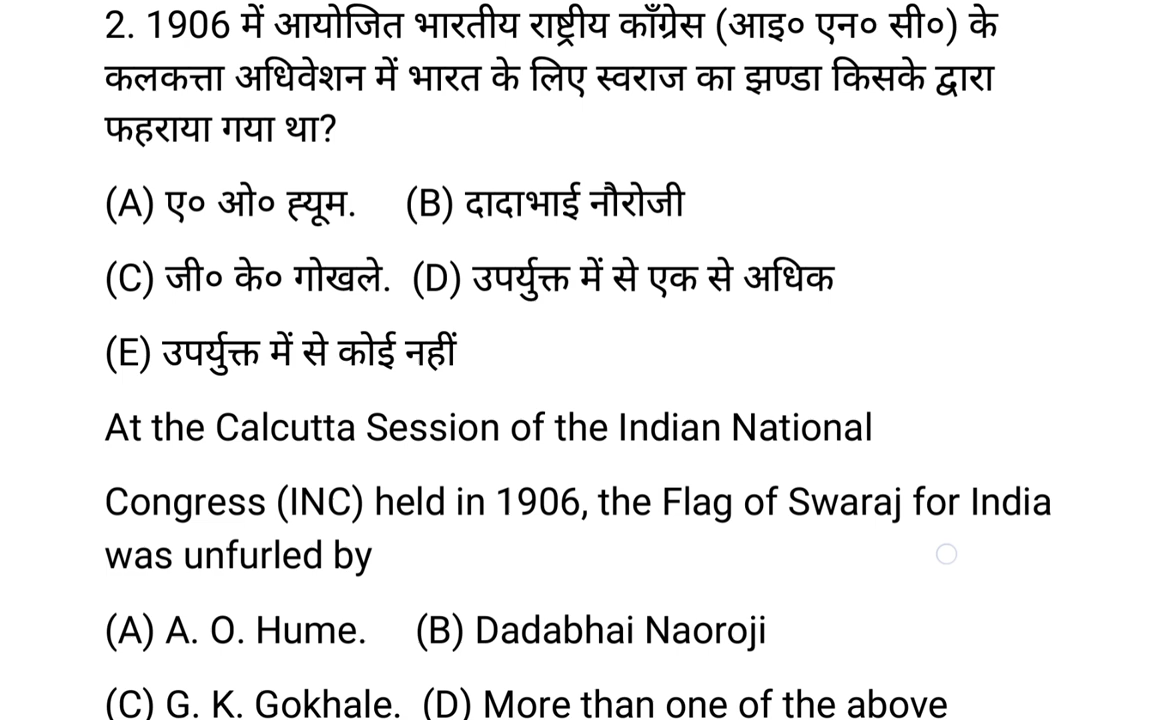 2. 1906 में आयोजित भारतीय राष्ट्रीय काँग्रेस (आइ० एन० सी०) के
कलकत्ता अधिवेशन में भारत के लिए स्वराज का झण्डा किसके द्वारा
फहराया गया था?
(A) ए० ओ० ह्यूम. (B) दादाभाई नौरोजी
(C) जी० के० गोखले. (D) उपर्युक्त में से एक से अधिक
(E) उपर्युक्त में से कोई नहीं
At the Calcutta Session of the Indian National
Congress (INC) held in 1906, the Flag of Swaraj for India
was unfurled by
(A) A. O. Hume. (B) Dadabhai Naoroji
(C) G. K. Gokhale. (D) More than one of the above